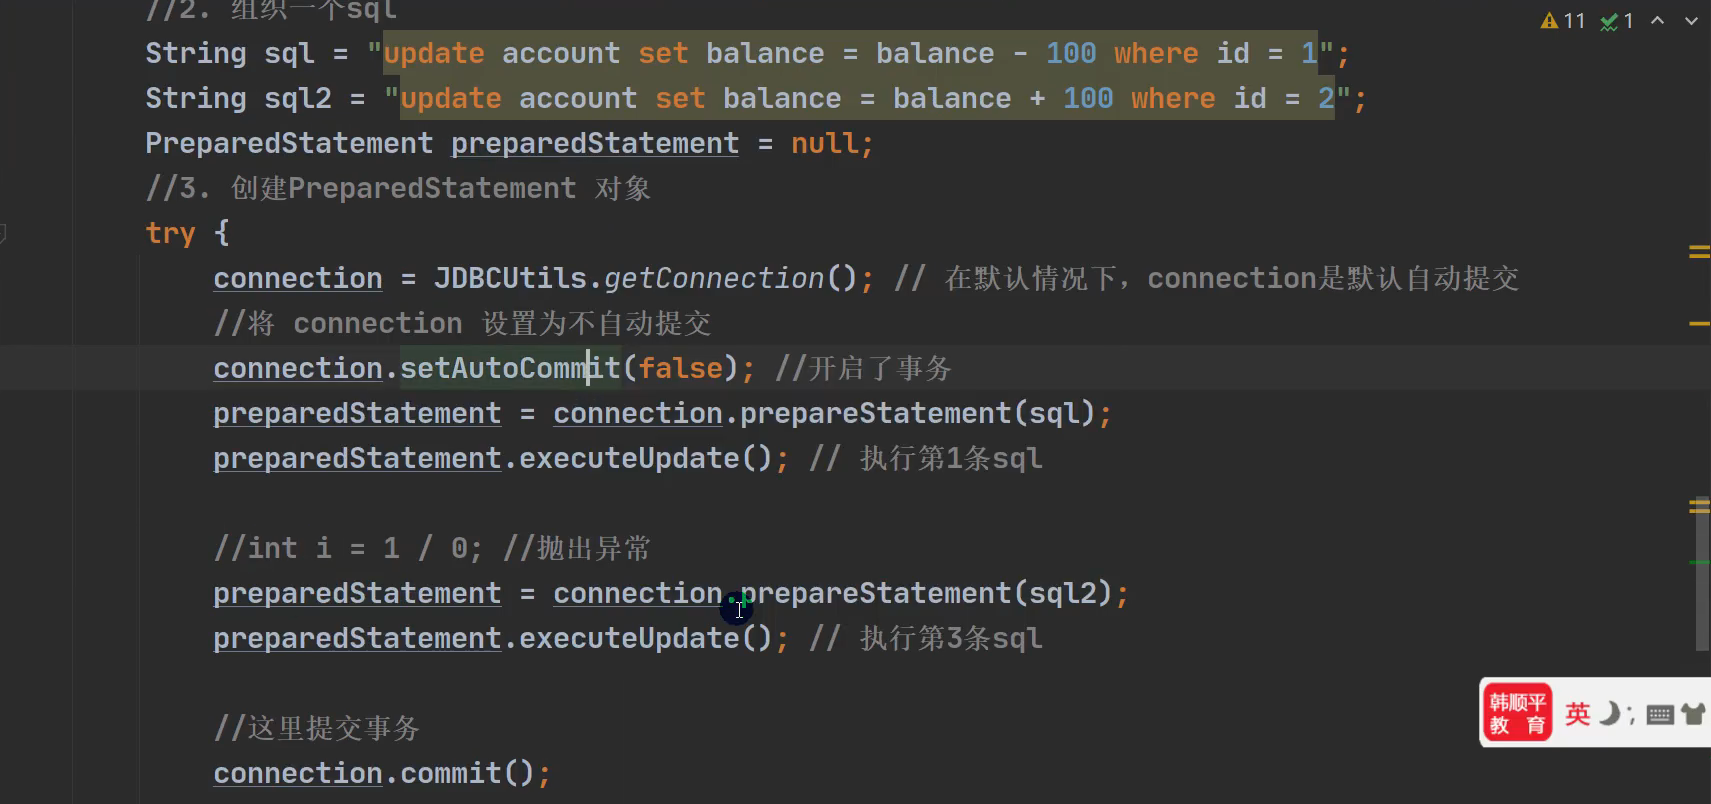 //2. 组织一个sql
11 1
String sql = "update account set balance = balance - 100 where id = 1";
String sql2 = "update account set balance = balance + 100 where id = 2";
PreparedStatement preparedStatement = null;
//3. 创建PreparedStatement 对象
try {
connection = JDBCUtils.getConnection(); // 在默认情况下，connection是默认自动提交
//将 connection 设置为不自动提交
connection.setAutoCommit(false); //开启了事务
preparedStatement = connection.prepareStatement(sql);
preparedStatement.executeUpdate(); // 执行第1条sql
//int i = 1 / 0; //抛出异常
preparedStatement = connection.prepareStatement(sql2);
preparedStatement.executeUpdate(); // 执行第3条sql
//这里提交事务
connection.commit();
韩顺平
教 育
英